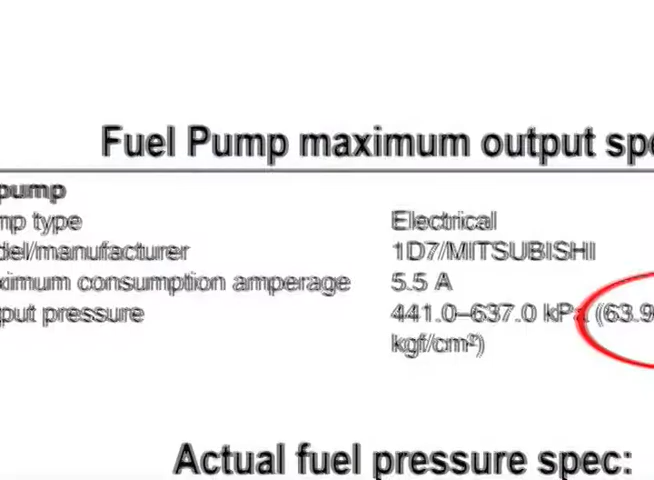 Fuel Pump maximum output spe
pump
mp type Electrical
del/manufacturer 1D7/MITSUBISHI
ximum consumption amperage 5.5 A
put pressure 441.0–637.0 kPa (63.9
kgf/cm²)
Actual fuel pressure spec: